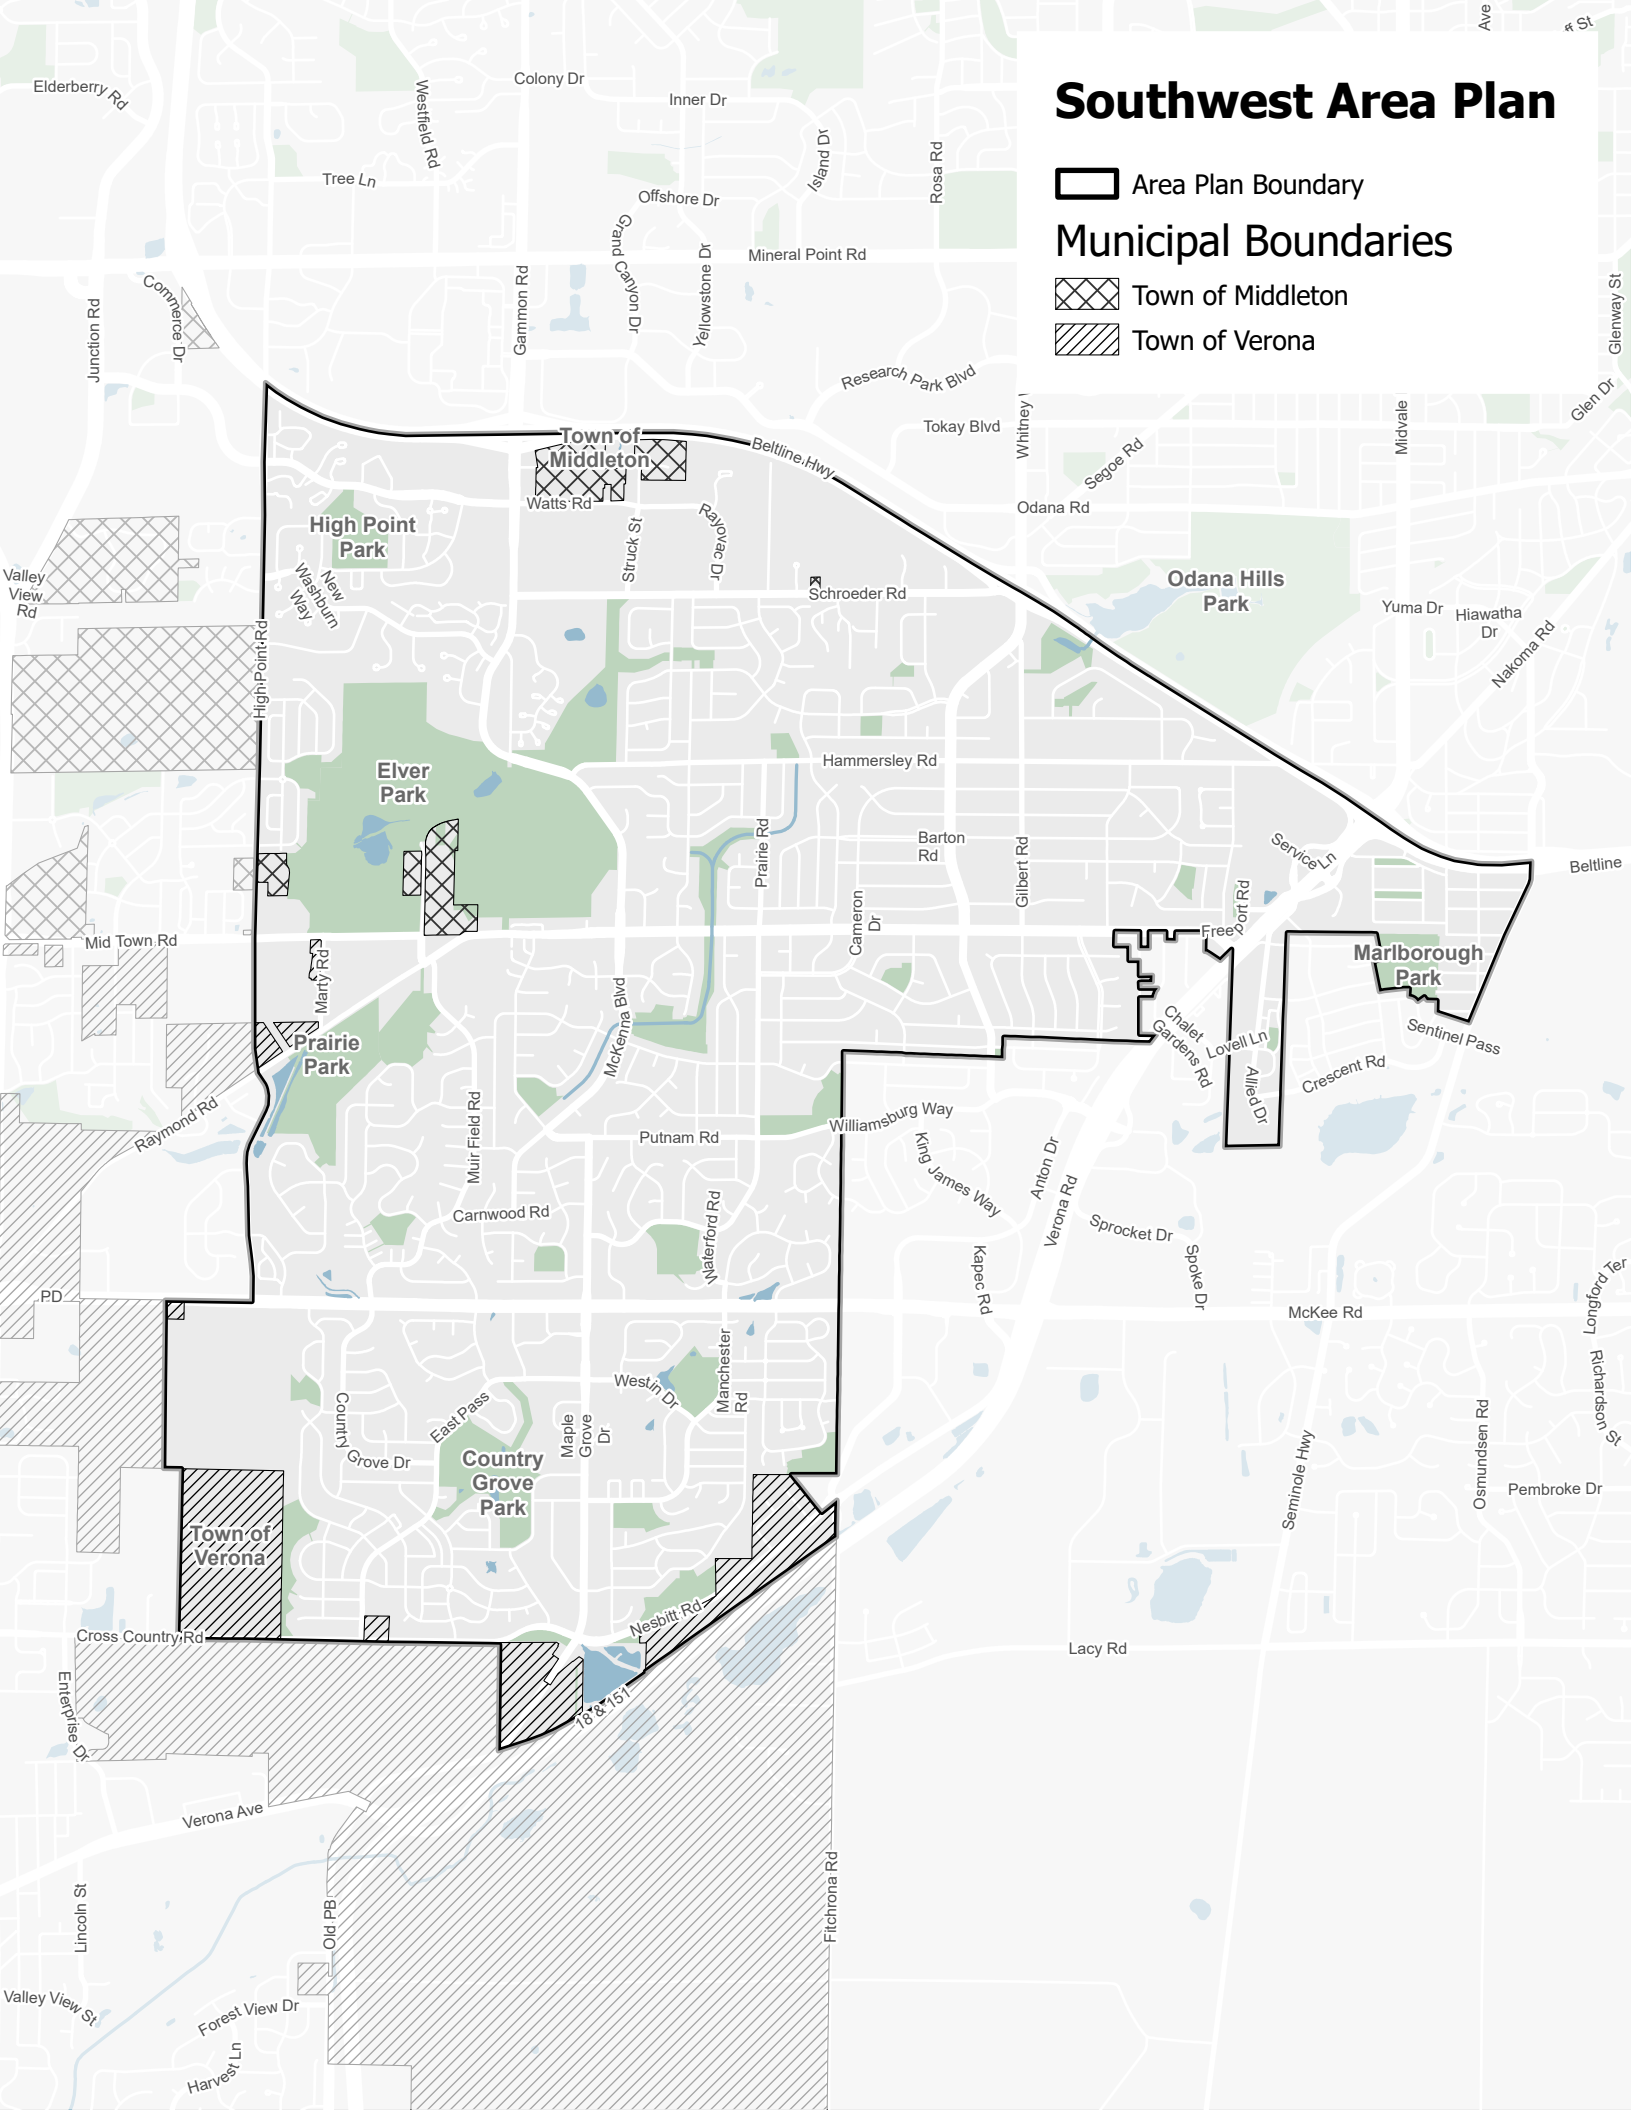 Ave
Elderberry Rd
Westfield Rd
Colony Dr
Inner Dr
Island Dr
Rosa Rd
Tree Ln
Offshore Dr
Grand Canyon Dr
Yellowstone Dr
Mineral Point Rd
Southwest Area Plan
Area Plan Boundary
Municipal Boundaries
Town of Middleton
Town of Verona
Junction Rd
Commerce Dr
Gammon Rd
Glenway St
Research Park Blvd
Tokay Blvd
Whitney
Segoe Rd
Midvale
Glen Dr
Town of
Middleton
Beltline Hwy
Watts Rd
Odana Rd
High Point
Park
Struck St
Rayovac Dr
Valley
View
Rd
New
Washburn
Way
Schroeder Rd
Odana Hills
Park
Yuma Dr
Hiawatha
Dr
Nakoma Rd
High Point Rd
Elver
Park
Hammersley Rd
Prairie Rd
Barton
Rd
Gilbert Rd
Service Ln
Beltline
Cameron
Dr
Freeport Rd
Mid Town Rd
Marty Rd
Marlborough
Park
McKenna Blvd
Chalet
Gardens Rd
Lovell Ln
Sentinel Pass
Prairie
Park
Crescent Rd
Allied Dr
Raymond Rd
Muir Field Rd
Putnam Rd
Williamsburg Way
King James Way
Anton Dr
Verona Rd
Carnwood Rd
Waterford Rd
Sprocket Dr
Kapec Rd
Spoke Dr
Longford Ter
PD
McKee Rd
Manchester
Rd
Westin Dr
Richardson St
Country
Grove Dr
East Pass
Maple
Grove
Dr
Country
Grove
Park
Seminole Hwy
Osmundsen Rd
Pembroke Dr
Town of
Verona
Nesbitt Rd
Cross Country Rd
Lacy Rd
Enterprise Dr
18 & 151
Verona Ave
Fitchrona Rd
Lincoln St
Old PB
Valley View St
Forest View Dr
Harvest Ln